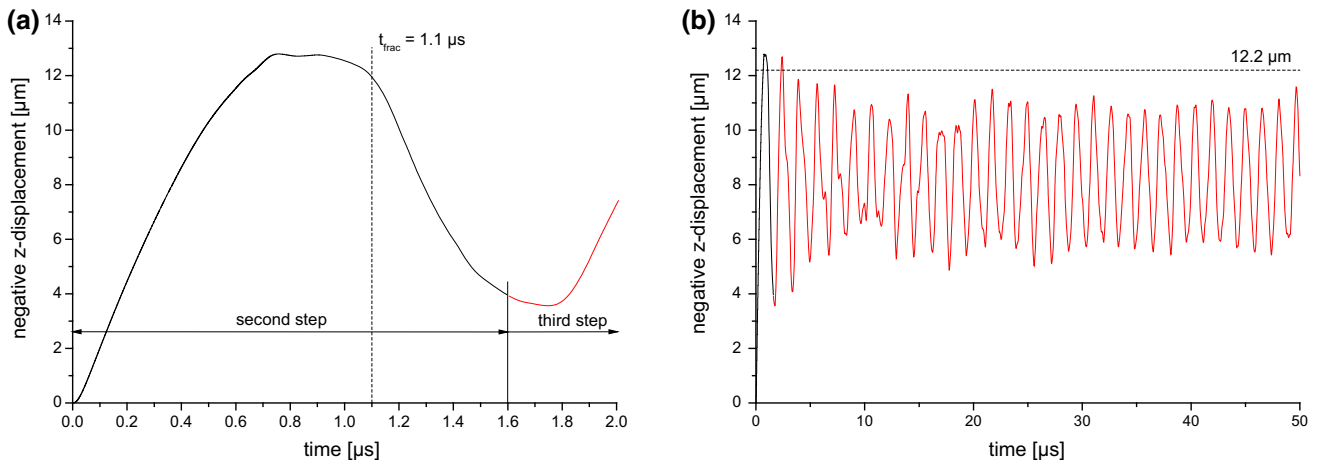 (a)
14
12
10
8
6
4
2
0
negative z-displacement [µm]
t_frac = 1.1 µs
second step
third step
0.0 0.2 0.4 0.6 0.8 1.0 1.2 1.4 1.6 1.8 2.0
time [µs]
(b)
14
12
10
8
6
4
2
0
negative z-displacement [µm]
12.2 µm
0 10 20 30 40 50
time [µs]